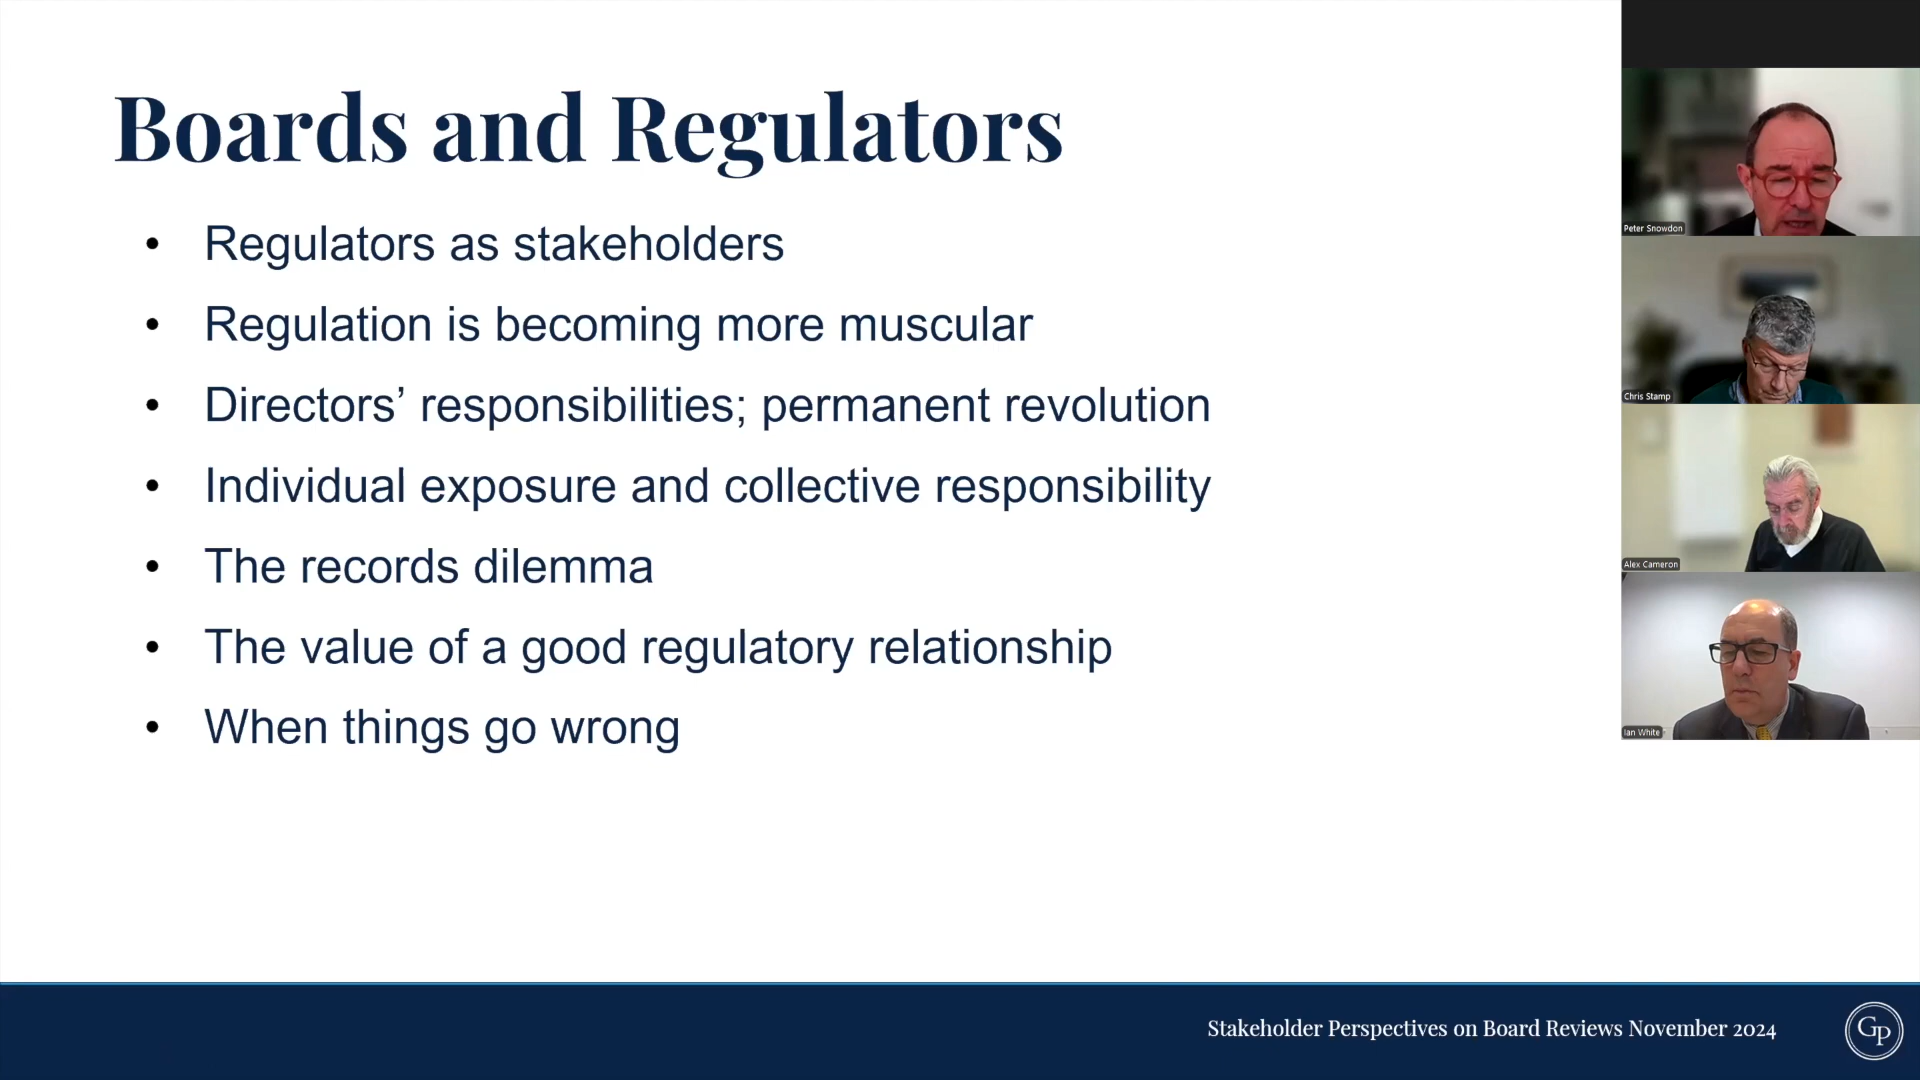 Boards and Regulators
• Regulators as stakeholders
• Regulation is becoming more muscular
• Directors’ responsibilities; permanent revolution
• Individual exposure and collective responsibility
• The records dilemma
• The value of a good regulatory relationship
• When things go wrong
Peter Snowdon
Chris Stamp
Alex Cameron
Ian White
Stakeholder Perspectives on Board Reviews November 2024
GP